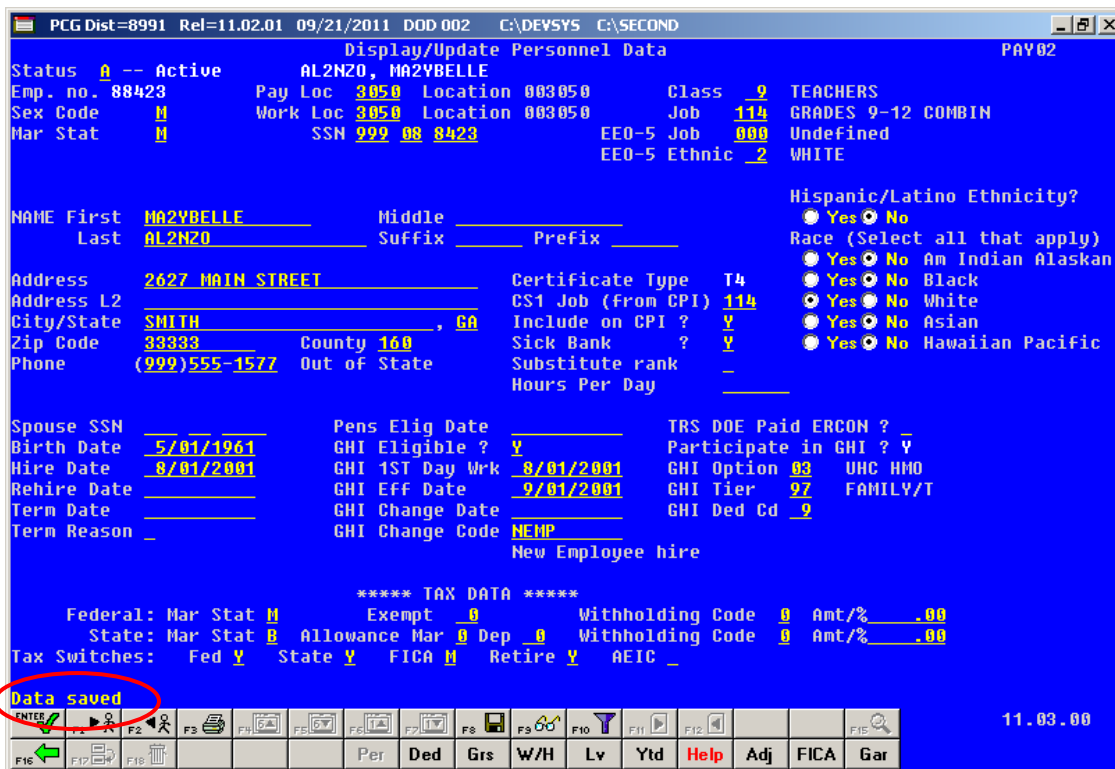 PCG Dist=8991 Rel=11.02.01 09/21/2011 DOD 002 C:\DEVSYS C:\SECOND
Display/Update Personnel Data PAY02
Status A -- Active AL2NZO, MA2YBELLE
Emp. no. 88423 Pay Loc 3050 Location 003050 Class 9 TEACHERS
Sex Code M Work Loc 3050 Location 003050 Job 114 GRADES 9-12 COMBIN
Mar Stat M SSN 999 08 8423 EEO-5 Job 000 Undefined
EEO-5 Ethnic 2 WHITE
Hispanic/Latino Ethnicity?
NAME First MA2YBELLE Middle Yes No
Last AL2NZO Suffix Prefix Race (Select all that apply)
Yes No Am Indian Alaskan
Address 2627 MAIN STREET Certificate Type T4 Yes No Black
Address L2 CS1 Job (from CPI) 114 Yes No White
City/State SMITH , GA Include on CPI ? Y Yes No Asian
Zip Code 33333 County 160 Sick Bank ? Y Yes No Hawaiian Pacific
Phone (999)555-1577 Out of State Substitute rank
Hours Per Day
Spouse SSN Pens Elig Date TRS DOE Paid ERCON ?
Birth Date 5/01/1961 GHI Eligible ? Y Participate in GHI ? Y
Hire Date 8/01/2001 GHI 1ST Day Wrk 8/01/2001 GHI Option 03 UHC HMO
Rehire Date GHI Eff Date 9/01/2001 GHI Tier 97 FAMILY/T
Term Date GHI Change Date GHI Ded Cd 9
Term Reason GHI Change Code NEMP
New Employee hire
***** TAX DATA *****
Federal: Mar Stat M Exempt 0 Withholding Code 0 Amt/% .00
State: Mar Stat B Allowance Mar 0 Dep 0 Withholding Code 0 Amt/% .00
Tax Switches: Fed Y State Y FICA M Retire Y AEIC
Data saved
ENTER F1 F2 F3 F4 F5 F6 F7 F8 F9 F10 F11 F12 F15 11.03.00
F16 F17 F18 Per Ded Grs W/H Lv Ytd Help Adj FICA Gar